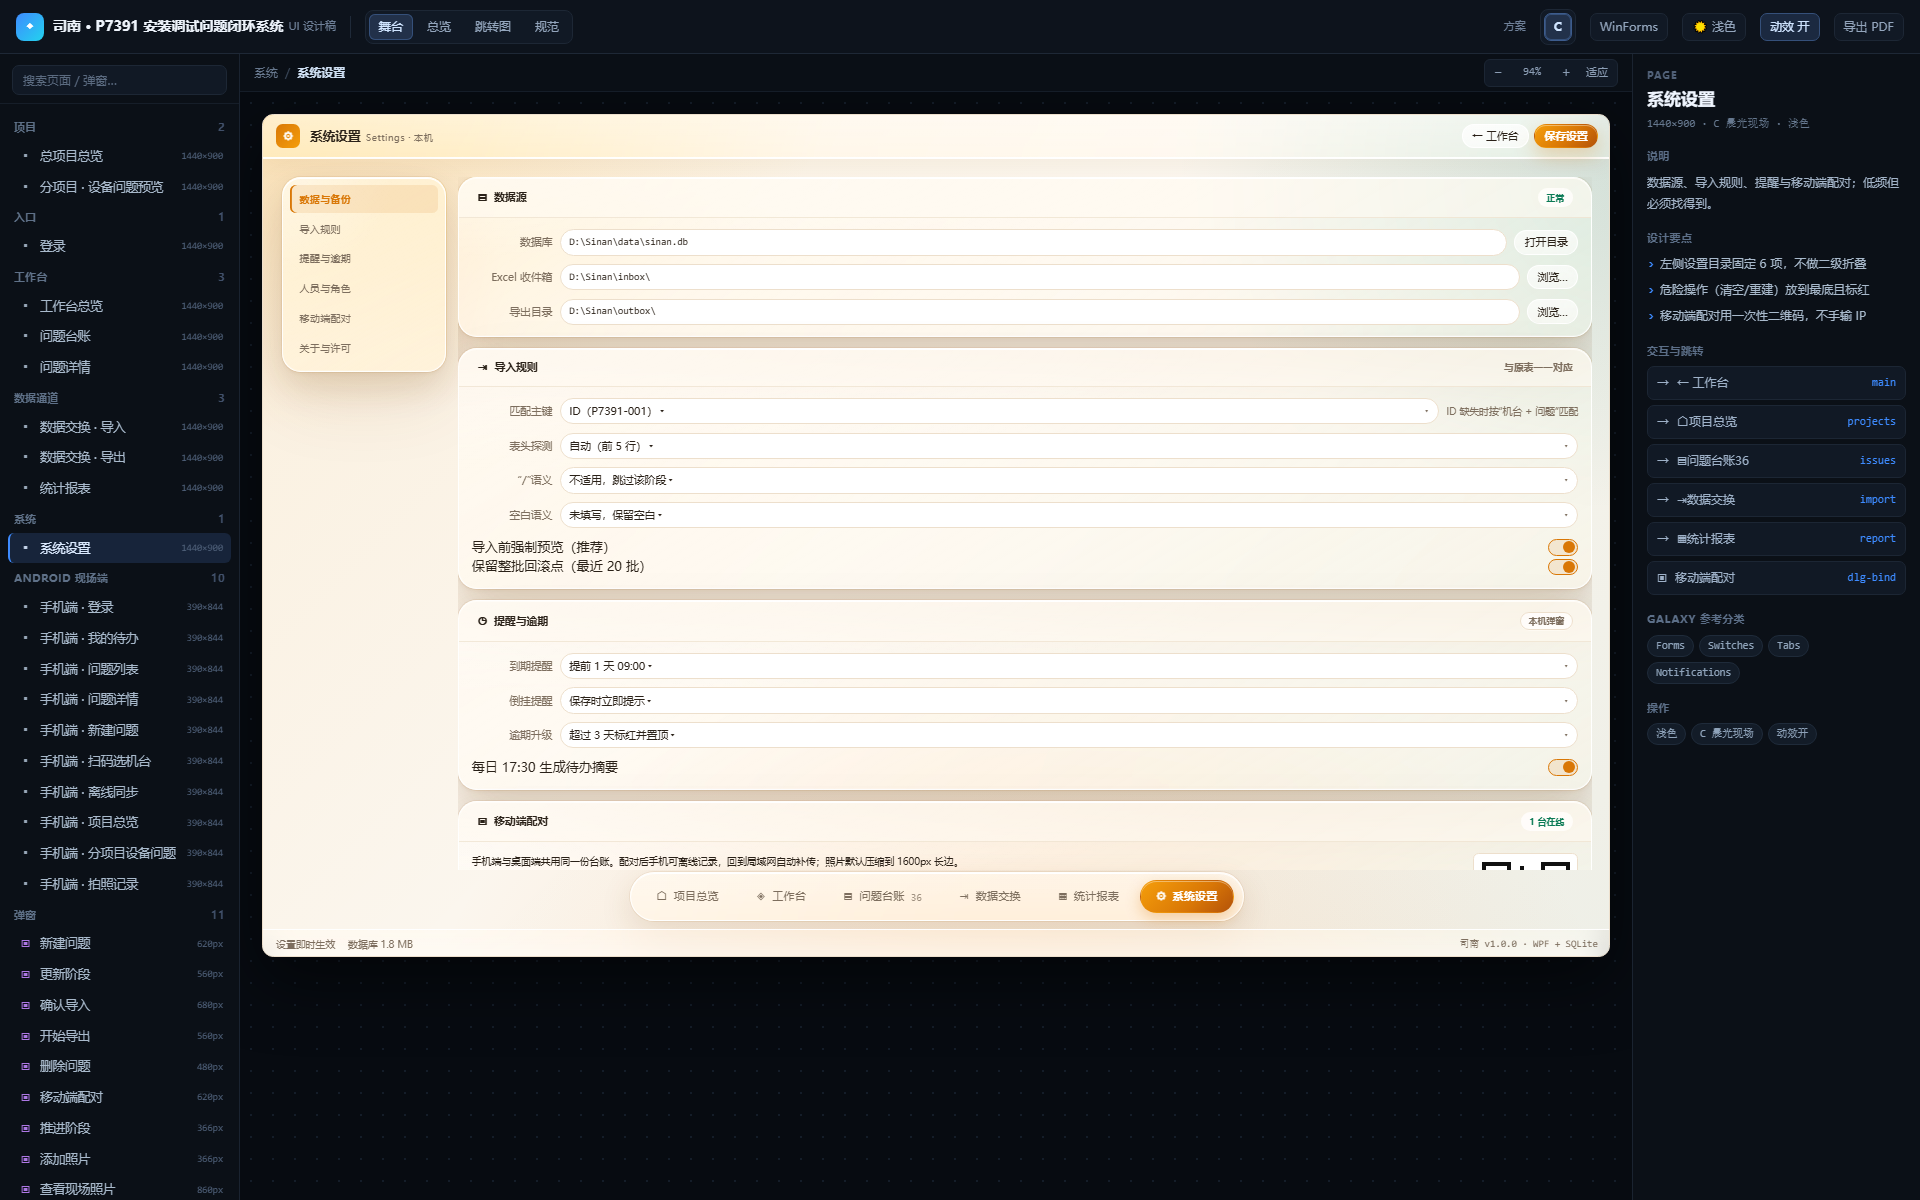 司南 • P7391 安装调试问题闭环系统 UI 设计稿
舞台 总览 跳转图 规范
方案 C WinForms 浅色 动效 开 导出 PDF
搜索页面 / 弹窗...
项目 2
总项目总览 1440×900
分项目 · 设备问题预览 1440×900
入口 1
登录 1440×900
工作台 3
工作台总览 1440×900
问题台账 1440×900
问题详情 1440×900
数据通道 3
数据交换 · 导入 1440×900
数据交换 · 导出 1440×900
统计报表 1440×900
系统 1
系统设置 1440×900
ANDROID 现场端 10
手机端 · 登录 390×844
手机端 · 我的待办 390×844
手机端 · 问题列表 390×844
手机端 · 问题详情 390×844
手机端 · 新建问题 390×844
手机端 · 扫码选机台 390×844
手机端 · 离线同步 390×844
手机端 · 项目总览 390×844
手机端 · 分项目设备问题 390×844
手机端 · 拍照记录 390×844
弹窗 11
新建问题 620px
更新阶段 560px
确认导入 680px
开始导出 560px
删除问题 480px
移动端配对 620px
推进阶段 366px
添加照片 366px
查看现场照片 860px
系统 / 系统设置
− 94% + 适应
系统设置 Settings · 本机
← 工作台 保存设置
数据与备份
导入规则
提醒与逾期
人员与角色
移动端配对
关于与许可
数据源 正常
数据库 D:\Sinan\data\sinan.db 打开目录
Excel 收件箱 D:\Sinan\inbox\ 浏览...
导出目录 D:\Sinan\outbox\ 浏览...
导入规则 与原表一一对应
匹配主键 ID（P7391-001） ID 缺失时按"机台 + 问题"匹配
表头探测 自动（前 5 行）
"/"语义 不适用，跳过该阶段
空白语义 未填写，保留空白
导入前强制预览（推荐）
保留整批回滚点（最近 20 批）
提醒与逾期 本机弹窗
到期提醒 提前 1 天 09:00
倒挂提醒 保存时立即提示
逾期升级 超过 3 天标红并置顶
每日 17:30 生成待办摘要
移动端配对 1 台在线
手机端与桌面端共用同一份台账。配对后手机可离线记录，回到局域网自动补传；照片默认压缩到 1600px 长边。
项目总览 工作台 问题台账 36 数据交换 统计报表 系统设置
设置即时生效 数据库 1.8 MB
司南 v1.0.0 · WPF + SQLite
PAGE
系统设置
1440×900 · C 晨光现场 · 浅色
说明
数据源、导入规则、提醒与移动端配对；低频但
必须找得到。
设计要点
› 左侧设置目录固定 6 项，不做二级折叠
› 危险操作（清空/重建）放到最底且标红
› 移动端配对用一次性二维码，不手输 IP
交互与跳转
→ ← 工作台 main
→ 项目总览 projects
→ 问题台账36 issues
→ 数据交换 import
→ 统计报表 report
移动端配对 dlg-bind
GALAXY 参考分类
Forms Switches Tabs
Notifications
操作
浅色 C 晨光现场 动效开